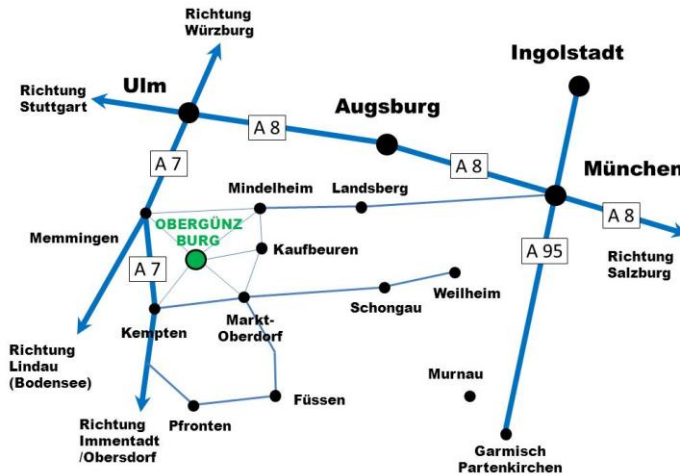 Richtung
Würzburg
Ingolstadt
Ulm
Richtung
Stuttgart
Augsburg
A 8
A 7
A 8
München
Mindelheim
Landsberg
A 8
OBERGÜNZ
BURG
Memmingen
Kaufbeuren
A 95
A 7
Richtung
Salzburg
Weilheim
Schongau
Markt-
Oberdorf
Kempten
Richtung
Lindau
(Bodensee)
Murnau
Füssen
Richtung
Immentadt
/Obersdorf
Pfronten
Garmisch
Partenkirchen